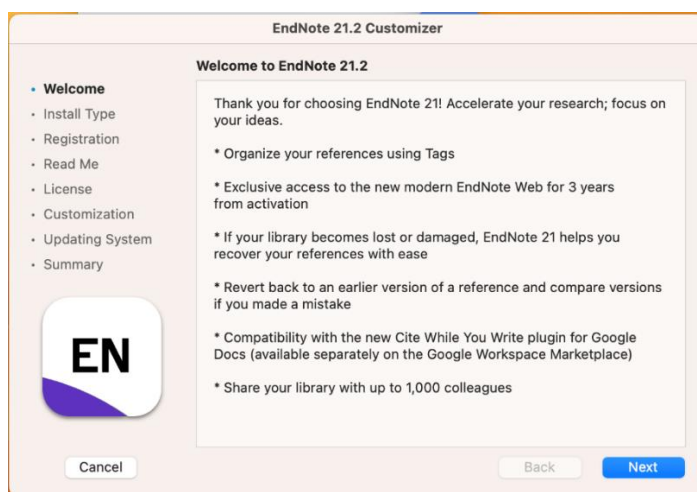 EndNote 21.2 Customizer
Welcome to EndNote 21.2
Welcome
Install Type
Registration
Read Me
License
Customization
Updating System
Summary
EN
Thank you for choosing EndNote 21! Accelerate your research; focus on
your ideas.
* Organize your references using Tags
* Exclusive access to the new modern EndNote Web for 3 years
from activation
* If your library becomes lost or damaged, EndNote 21 helps you
recover your references with ease
* Revert back to an earlier version of a reference and compare versions
if you made a mistake
* Compatibility with the new Cite While You Write plugin for Google
Docs (available separately on the Google Workspace Marketplace)
* Share your library with up to 1,000 colleagues
Cancel
Back
Next